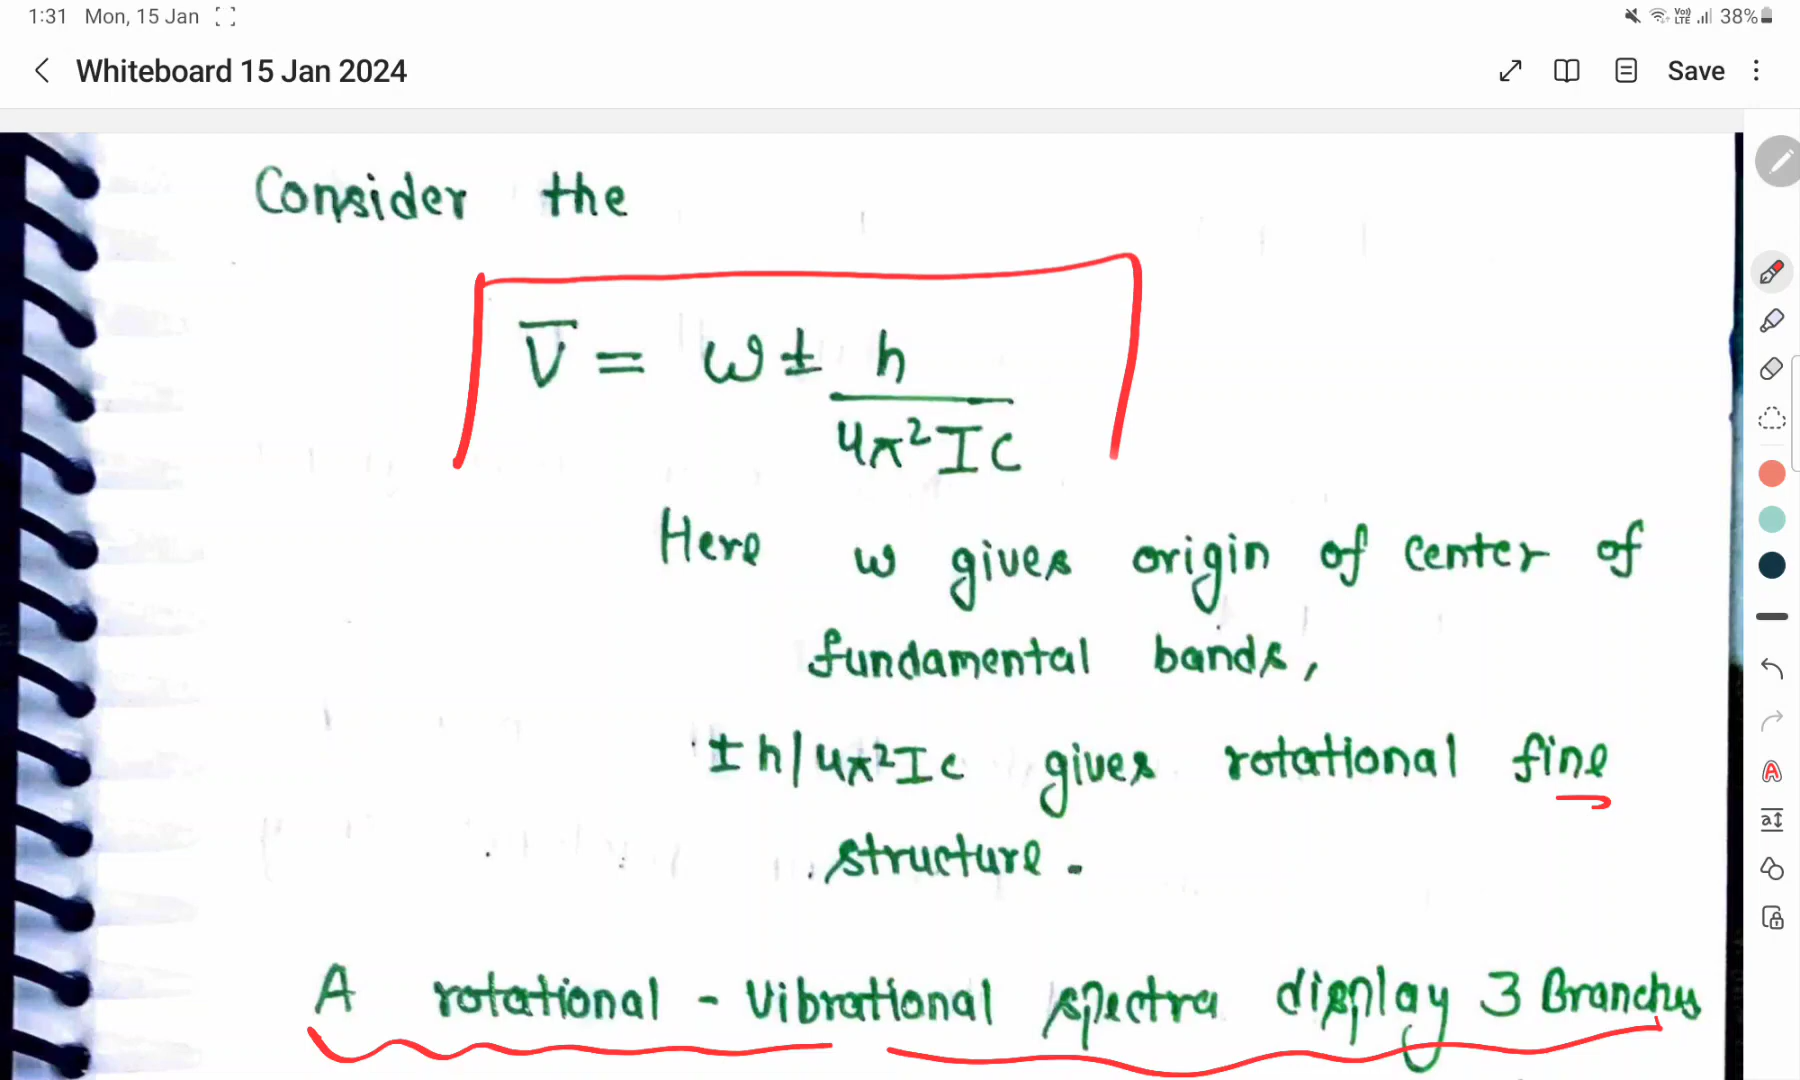 1:31 Mon, 15 Jan
38%
Whiteboard 15 Jan 2024
Save
Consider the
V̅ = ω ± h
4π²Ic
Here ω gives origin of center of
fundamental bands,
± h/4π²Ic gives rotational fine
structure.
A rotational - vibrational spectra display 3 Branches